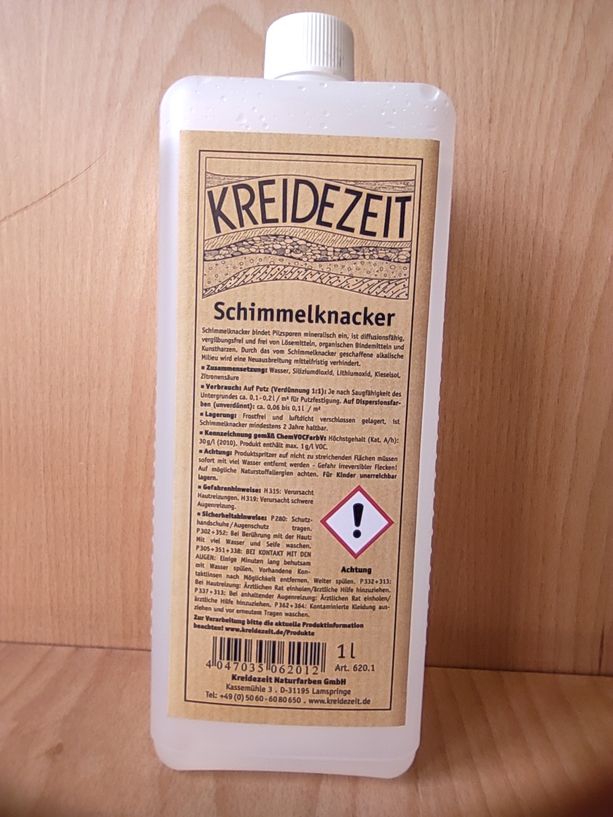 KREIDEZEIT
Schimmelknacker
Schimmelknacker bindet Pilzsporen mineralisch ein, ist diffusionsfähig,
vergilbungsfrei und frei von Lösemitteln, organischen Bindemitteln und
Kunstharzen. Durch das vom Schimmelknacker geschaffene alkalische
Milieu wird eine Neuausbreitung mittelfristig verhindert.
▪ Zusammensetzung: Wasser, Siliziumdioxid, Lithiumoxid, Kieselsol,
Zitronensäure
▪ Verbrauch: Auf Putz (Verdünnung 1:1): Je nach Saugfähigkeit des
Untergrundes ca. 0,1-0,2l / m² für Putzfestigung. Auf Dispersionsfar-
ben (unverdünnt): ca. 0,06 bis 0,1l / m²
▪ Lagerung: Frostfrei und luftdicht verschlossen gelagert, ist
Schimmelknacker mindestens 2 Jahre haltbar.
▪ Kennzeichnung gemäß ChemVOCFarbV: Höchstgehalt (Kat. A/h):
30g/l (2010). Produkt enthält max. 1g/l VOC.
▪ Achtung: Produktspritzer auf nicht zu streichenden Flächen müssen
sofort mit viel Wasser entfernt werden - Gefahr irreversibler Flecken!
Auf mögliche Naturstoffallergien achten. Für Kinder unerreichbar
lagern.
▪ Gefahrenhinweise: H315: Verursacht
Hautreizungen. H319: Verursacht schwere
Augenreizung.
▪ Sicherheitshinweise: P280: Schutz-
handschuhe/Augenschutz tragen.
P302+352: Bei Berührung mit der Haut:
Mit viel Wasser und Seife waschen.
P305+351+338: BEI KONTAKT MIT DEN
AUGEN: Einige Minuten lang behutsam
mit Wasser spülen. Vorhandene Kon-
taktlinsen nach Möglichkeit entfernen. Weiter spülen. P332+313:
Bei Hautreizung: Ärztlichen Rat einholen/ärztliche Hilfe hinzuziehen.
P337+313: Bei anhaltender Augenreizung: Ärztlichen Rat einholen/
ärztliche Hilfe hinzuziehen. P362+364: Kontaminierte Kleidung aus-
ziehen und vor erneutem Tragen waschen.
Achtung
Zur Verarbeitung bitte die aktuelle Produktinformation
beachten! www.kreidezeit.de/Produkte
4 047035 062012
1 l
Art. 620.1
Kreidezeit Naturfarben GmbH
Kassemühle 3 . D-31195 Lamspringe
Tel: +49 (0) 50 60 - 60 80 650 . www.kreidezeit.de